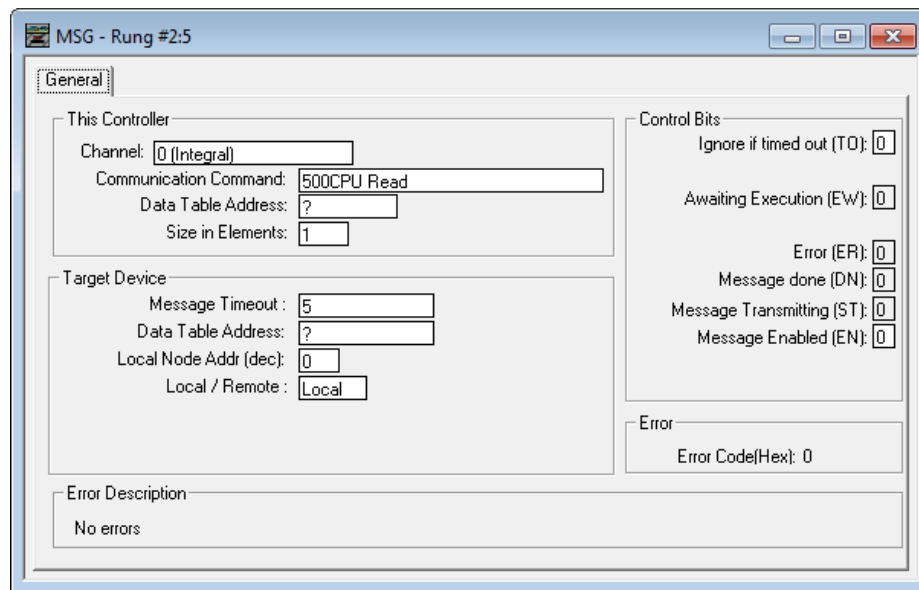 MSG - Rung #2:5
General
This Controller
Channel: 0 (Integral)
Communication Command: 500CPU Read
Data Table Address: ?
Size in Elements: 1
Target Device
Message Timeout : 5
Data Table Address: ?
Local Node Addr (dec): 0
Local / Remote : Local
Control Bits
Ignore if timed out (TO): 0
Awaiting Execution (EW): 0
Error (ER): 0
Message done (DN): 0
Message Transmitting (ST): 0
Message Enabled (EN): 0
Error
Error Code(Hex): 0
Error Description
No errors